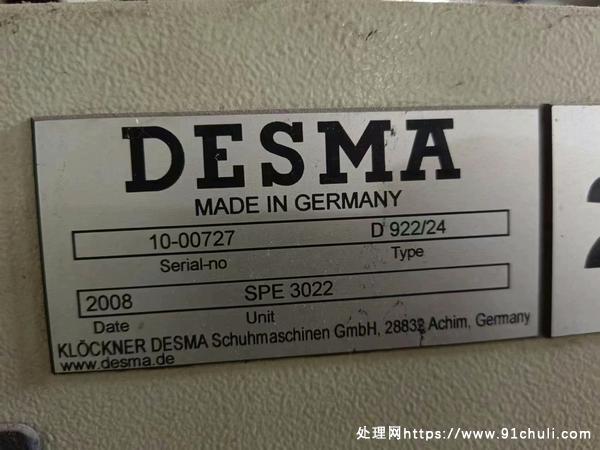 DESMA
MADE IN GERMANY
10-00727 D 922/24
Serial-no Type
2008 SPE 3022
Date Unit
KLÖCKNER DESMA Schuhmaschinen GmbH, 28832 Achim, Germany
www.desma.de
处理网https://www.91chuli.com/